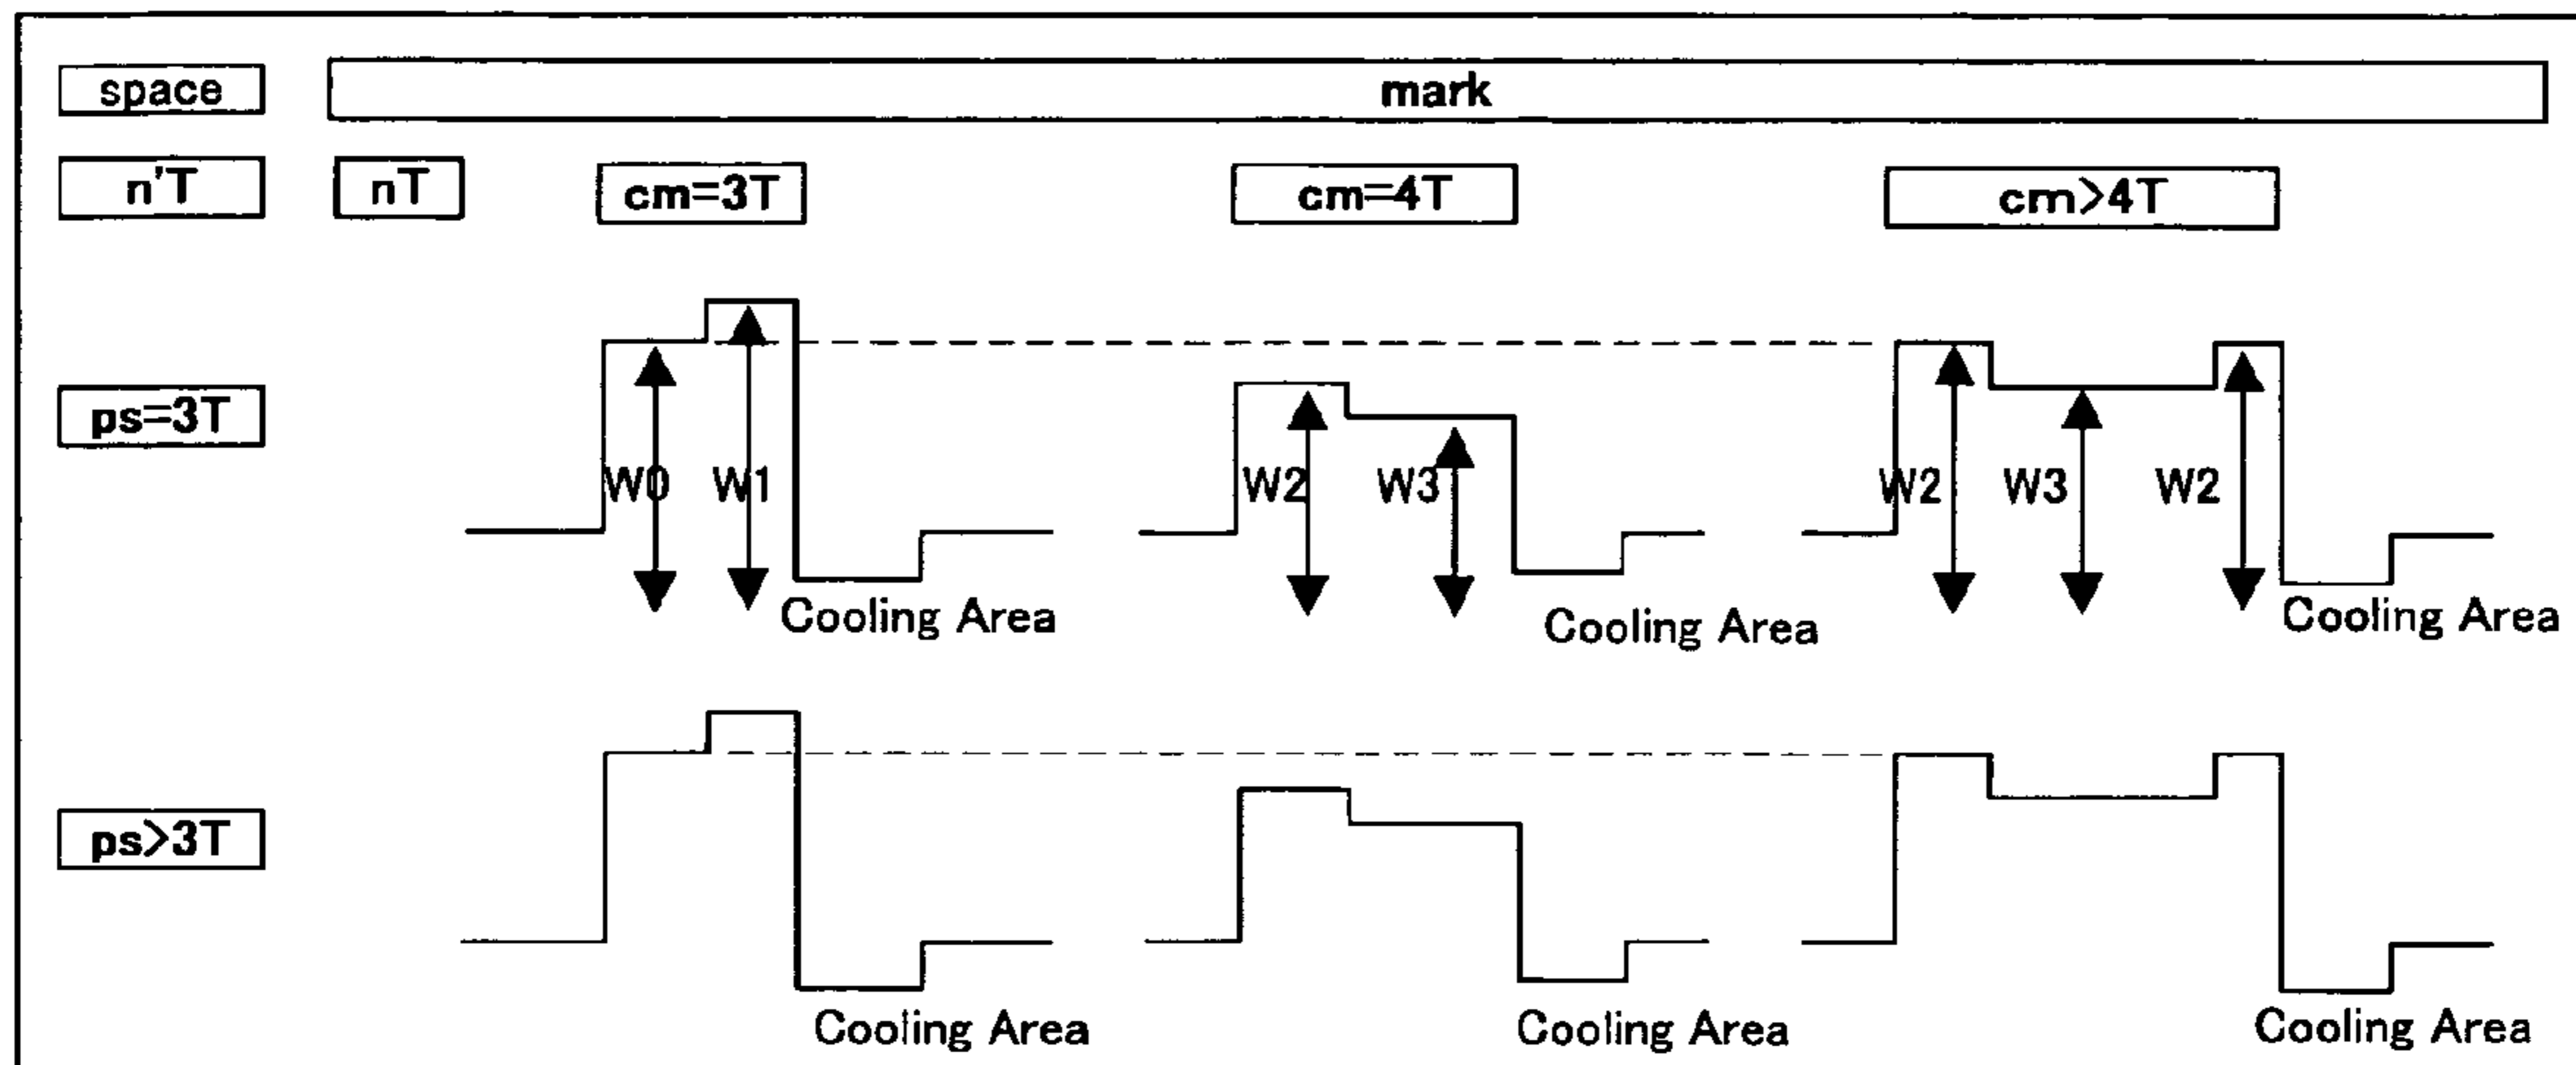 space mark
n'T nT cm=3T cm=4T cm>4T
ps=3T
W0 W1 W2 W3 W2 W3 W2
Cooling Area Cooling Area Cooling Area
ps>3T
Cooling Area Cooling Area Cooling Area